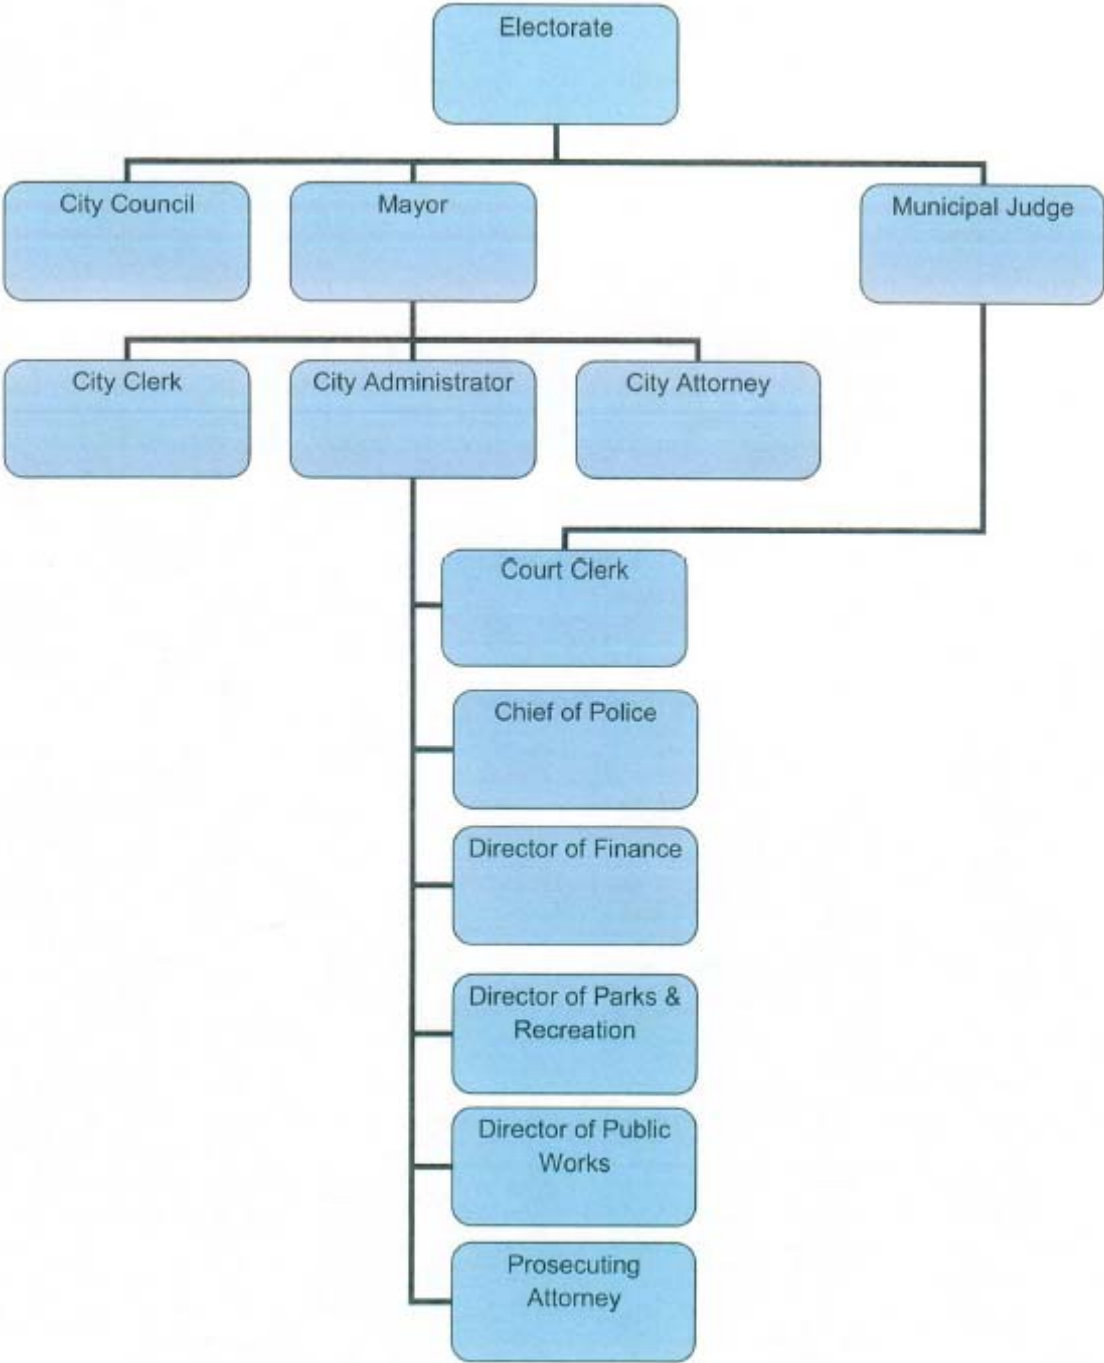 Electorate
City Council
Mayor
Municipal Judge
City Clerk
City Administrator
City Attorney
Court Clerk
Chief of Police
Director of Finance
Director of Parks &
Recreation
Director of Public
Works
Prosecuting
Attorney